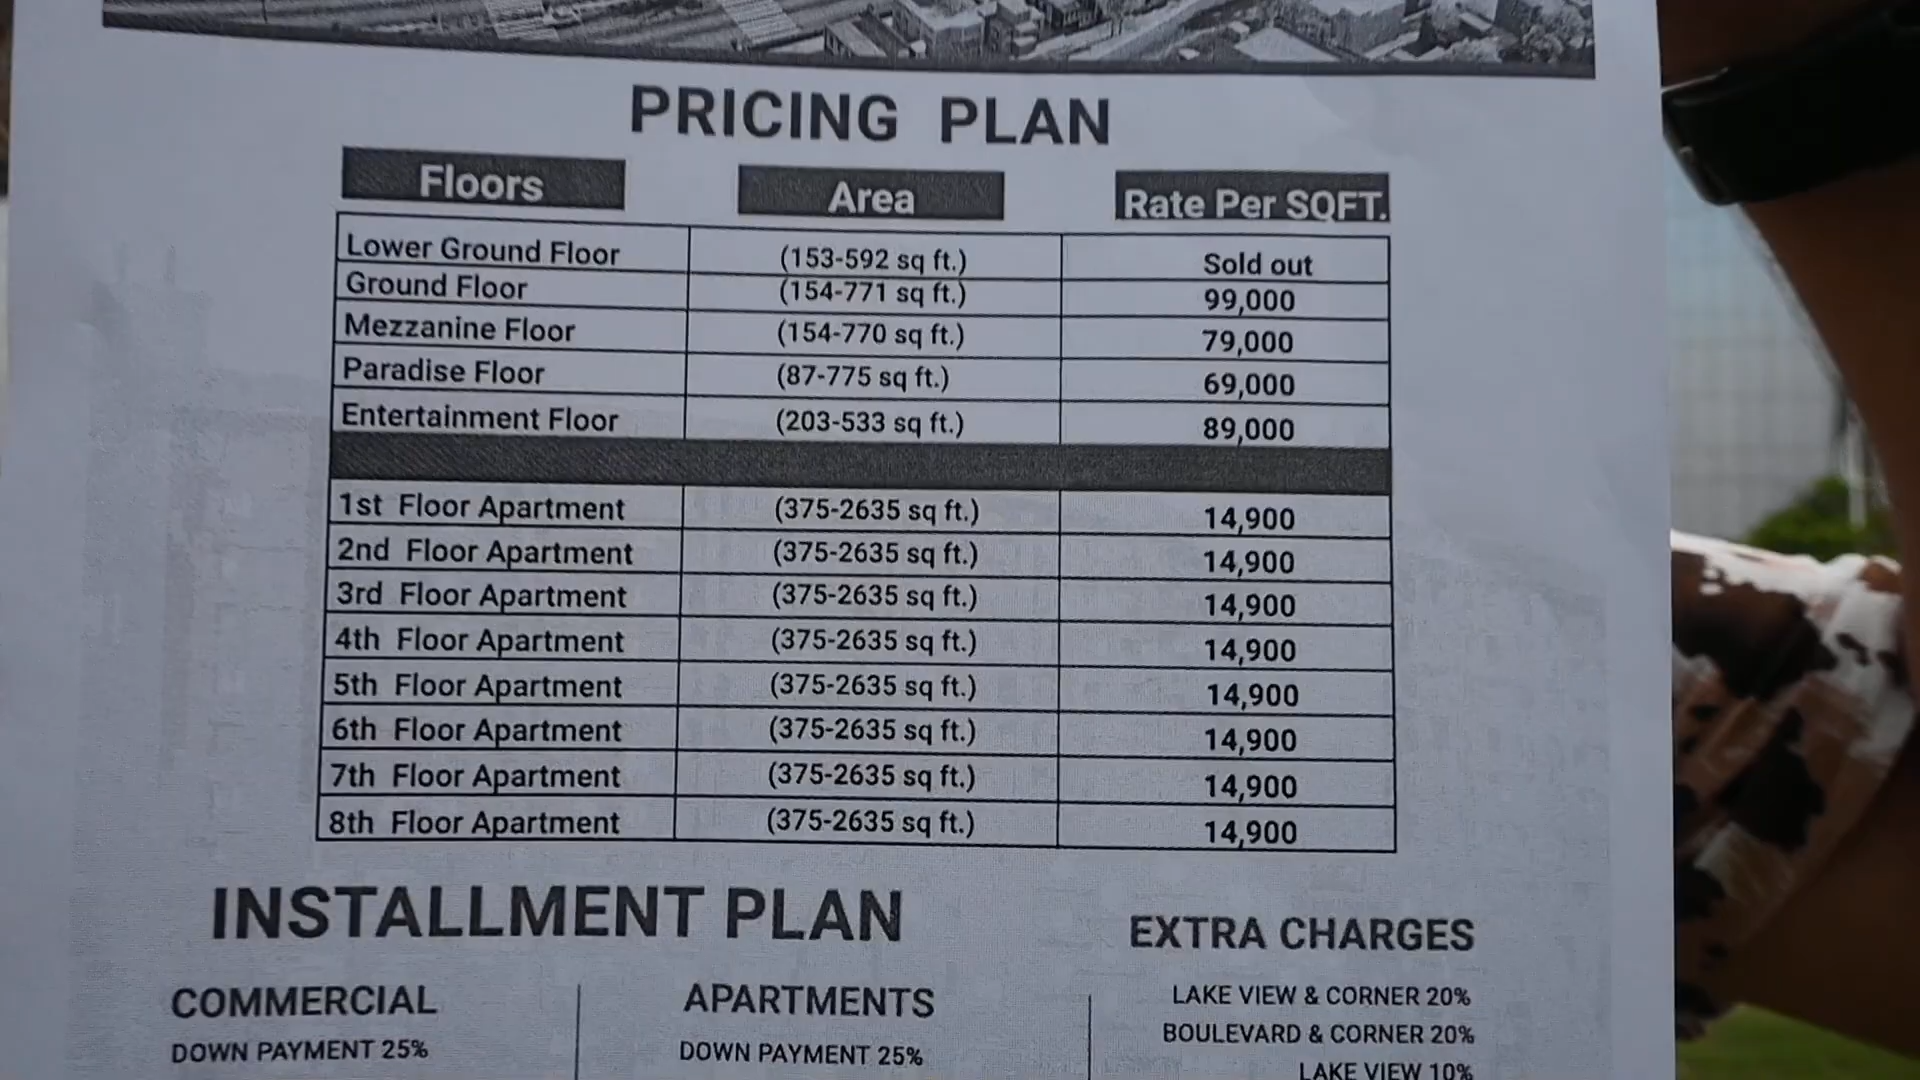 PRICING PLAN
Floors Area Rate Per SQFT.
Lower Ground Floor (153-592 sq ft.) Sold out
Ground Floor (154-771 sq ft.) 99,000
Mezzanine Floor (154-770 sq ft.) 79,000
Paradise Floor (87-775 sq ft.) 69,000
Entertainment Floor (203-533 sq ft.) 89,000
1st Floor Apartment (375-2635 sq ft.) 14,900
2nd Floor Apartment (375-2635 sq ft.) 14,900
3rd Floor Apartment (375-2635 sq ft.) 14,900
4th Floor Apartment (375-2635 sq ft.) 14,900
5th Floor Apartment (375-2635 sq ft.) 14,900
6th Floor Apartment (375-2635 sq ft.) 14,900
7th Floor Apartment (375-2635 sq ft.) 14,900
8th Floor Apartment (375-2635 sq ft.) 14,900
INSTALLMENT PLAN
COMMERCIAL
DOWN PAYMENT 25%
APARTMENTS
DOWN PAYMENT 25%
EXTRA CHARGES
LAKE VIEW & CORNER 20%
BOULEVARD & CORNER 20%
LAKE VIEW 10%